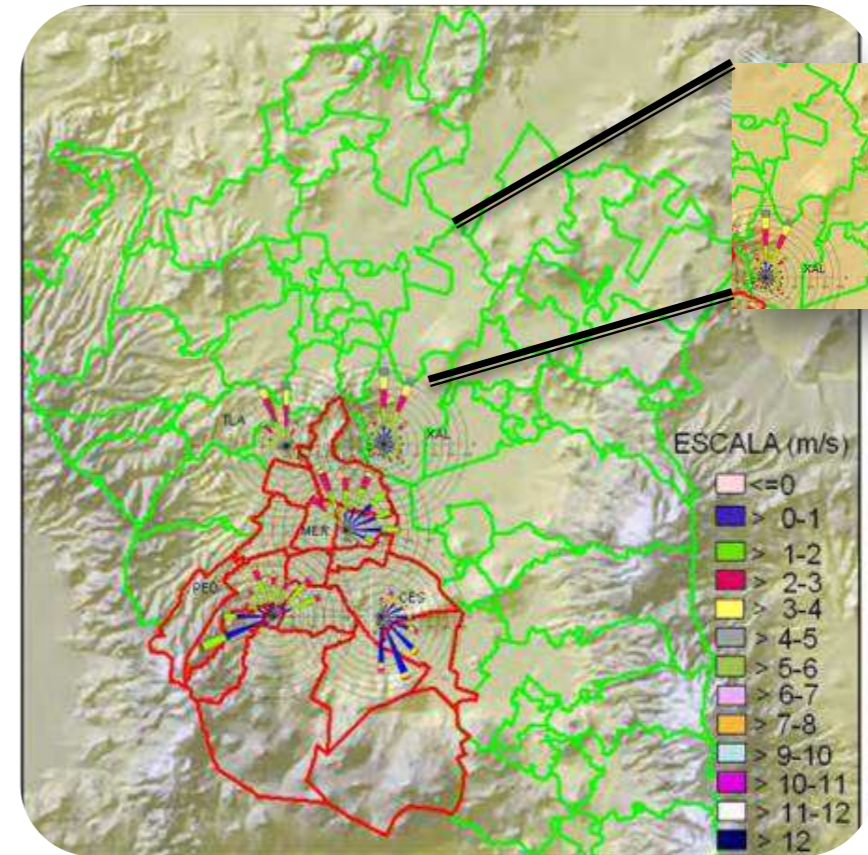 XAL
TLA
XAL
ESCALA (m/s)
<=0
> 0-1
MER
> 1-2
> 2-3
PED
CES
> 3-4
> 4-5
> 5-6
> 6-7
> 7-8
> 9-10
> 10-11
> 11-12
> 12